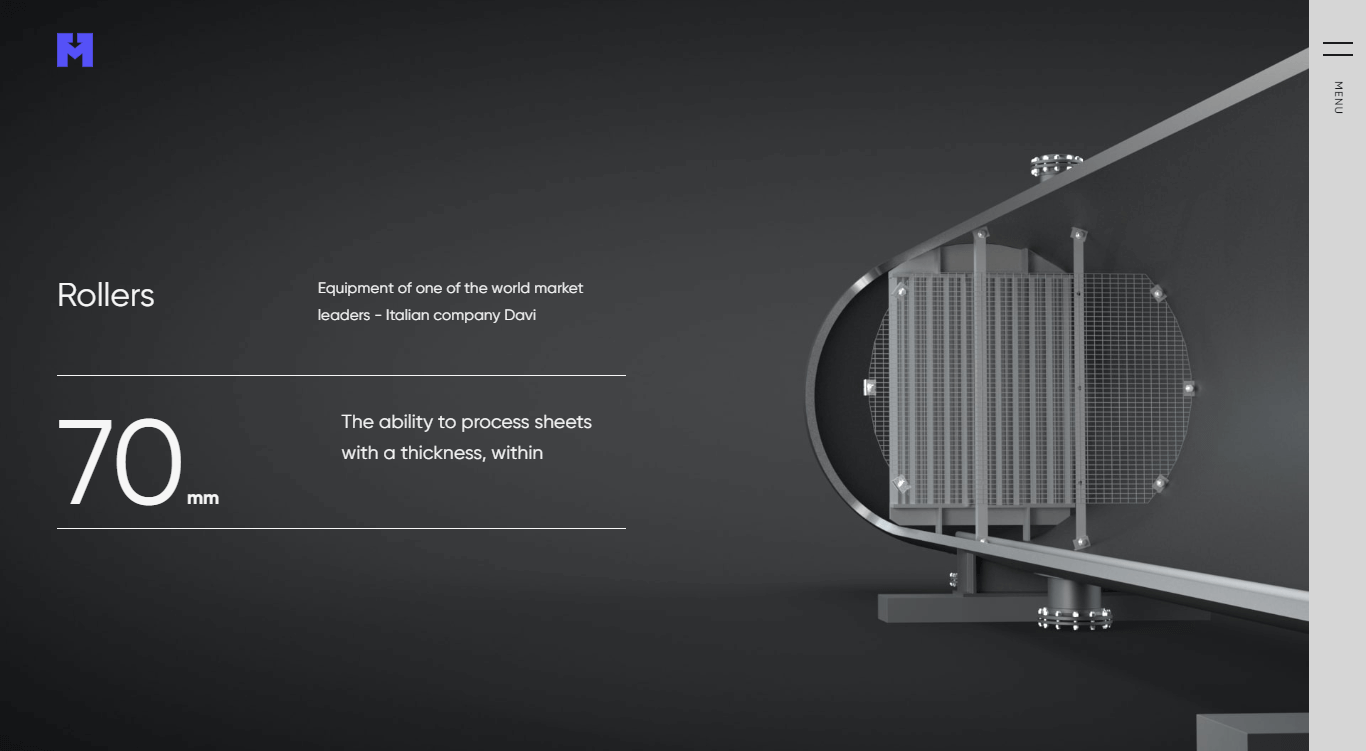 MENU
Rollers
Equipment of one of the world market
leaders - Italian company Davi
70 mm
The ability to process sheets
with a thickness, within